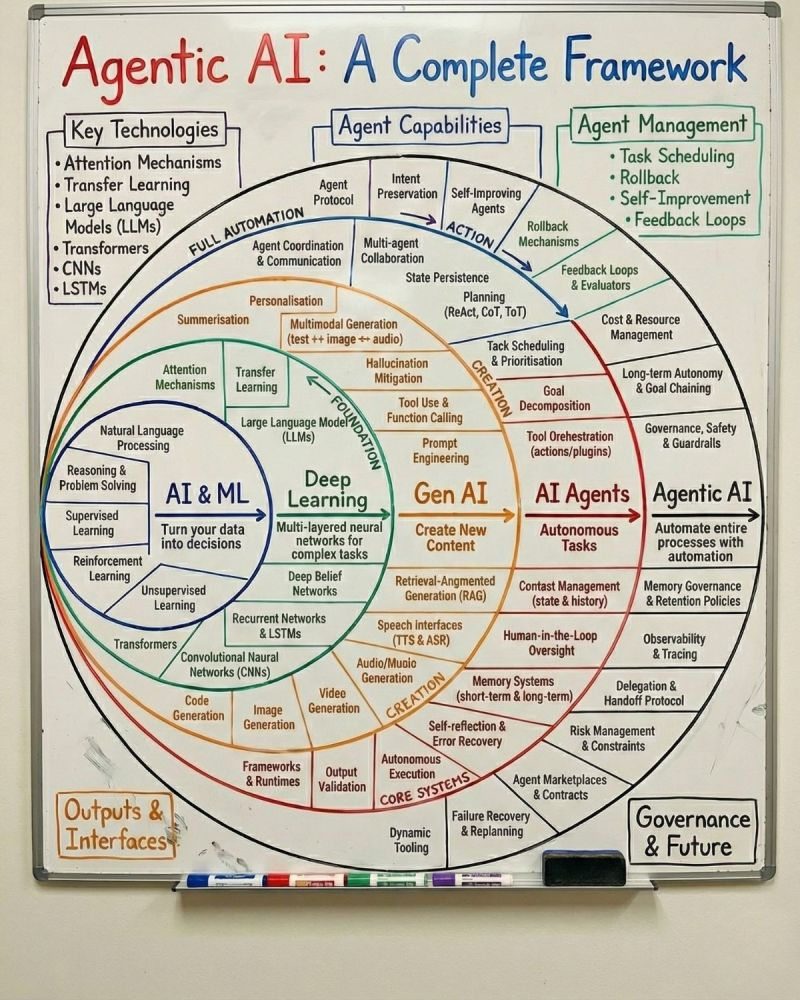 Agentic AI: A Complete Framework
Key Technologies
• Attention Mechanisms
• Transfer Learning
• Large Language
Models (LLMs)
• Transformers
• CNNs
• LSTMs
Agent Capabilities
Agent Management
• Task Scheduling
• Rollback
• Self-Improvement
• Feedback Loops
FULL AUTOMATION
Agent
Protocol
Intent
Preservation
Self-Improving
Agents
Rollback
Mechanisms
Feedback Loops
& Evaluators
Cost & Resource
Management
Long-term Autonomy
& Goal Chaining
Governance, Safety
& Guardralls
Agentic AI
Automate entire
processes with
automation
Memory Governance
& Retention Policies
Observability
& Tracing
Delegation &
Handoff Protocol
Risk Management
& Constraints
Agent Marketplaces
& Contracts
Failure Recovery
& Replanning
Dynamic
Tooling
ACTION
Agent Coordination
& Communication
Multi-agent
Collaboration
State Persistence
Planning
(ReAct, CoT, ToT)
Tack Scheduling
& Prioritisation
Goal
Decomposition
Tool Orehestration
(actions/plugins)
AI Agents
Autonomous
Tasks
Contast Management
(state & history)
Human-in-the-Loop
Oversight
Memory Systems
(short-term & long-term)
Self-reflection &
Error Recovery
Autonomous
Execution
CORE SYSTEMS
Output
Validation
Frameworks
& Runtimes
Personalisation
Summerisation
Multimodal Generation
(test ++ image ↔ audio)
Hallucination
Mitigation
CREATION
Tool Use &
Function Calling
Prompt
Engineering
Gen AI
Create New
Content
Retrieval-Angmented
Generation (RAG)
Speech interfaces
(TTS & ASR)
Audio/Muoio
Generation
CREATION
Video
Generation
Image
Generation
Code
Generation
Attention
Mechanisms
Transfer
Learning
FOUNDATION
Large Language Model
(LLMs)
Deep
Learning
Multi-layered neural
networks for
complex tasks
Deep Belief
Networks
Recurrent Networks
& LSTMs
Convolutional Neural
Networks (CNNs)
Transformers
Natural Language
Processing
Reasoning &
Problem Solving
Supervised
Learning
Reinforcement
Learning
Unsupervised
Learning
AI & ML
Turn your data
into decisions
Outputs &
Interfaces
Governance
& Future